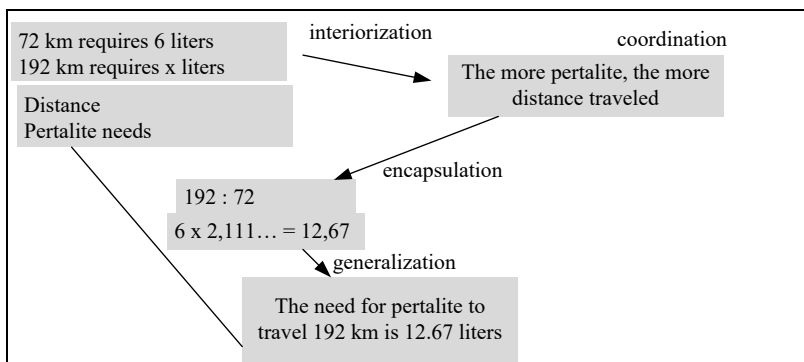 72 km requires 6 liters
192 km requires x liters
interiorization
coordination
The more pertalite, the more
distance traveled
Distance
Pertalite needs
encapsulation
192 : 72
6 x 2,111… = 12,67
generalization
The need for pertalite to
travel 192 km is 12.67 liters